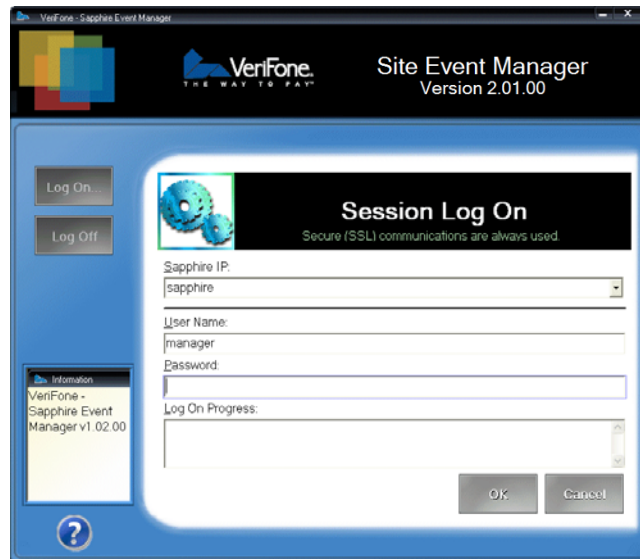 VeriFone - Sapphire Event Manager
VeriFone.
THE WAY TO PAY™
Site Event Manager
Version 2.01.00
Log On...
Log Off
Session Log On
Secure (SSL) communications are always used.
Sapphire IP:
sapphire
User Name:
manager
Password:
Log On Progress:
Information
VeriFone -
Sapphire Event
Manager v1.02.00
OK
Cancel
?